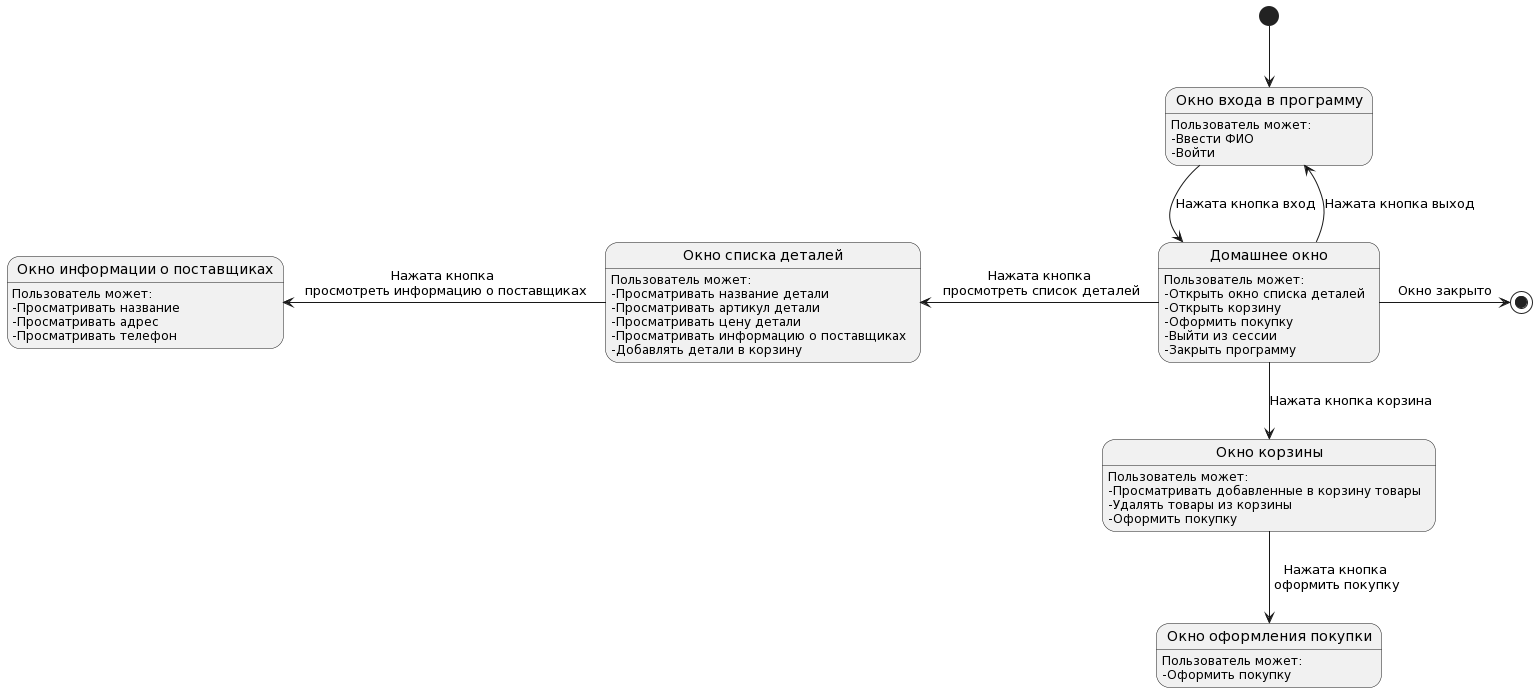 Окно входа в программу
Пользователь может:
-Ввести ФИО
-Войти
Нажата кнопка вход
Нажата кнопка выход
Окно информации о поставщиках
Пользователь может:
-Просматривать название
-Просматривать адрес
-Просматривать телефон
Нажата кнопка
просмотреть информацию о поставщиках
Окно списка деталей
Пользователь может:
-Просматривать название детали
-Просматривать артикул детали
-Просматривать цену детали
-Просматривать информацию о поставщиках
-Добавлять детали в корзину
Нажата кнопка
просмотреть список деталей
Домашнее окно
Пользователь может:
-Открыть окно списка деталей
-Открыть корзину
-Оформить покупку
-Выйти из сессии
-Закрыть программу
Окно закрыто
Нажата кнопка корзина
Окно корзины
Пользователь может:
-Просматривать добавленные в корзину товары
-Удалять товары из корзины
-Оформить покупку
Нажата кнопка
оформить покупку
Окно оформления покупки
Пользователь может:
-Оформить покупку